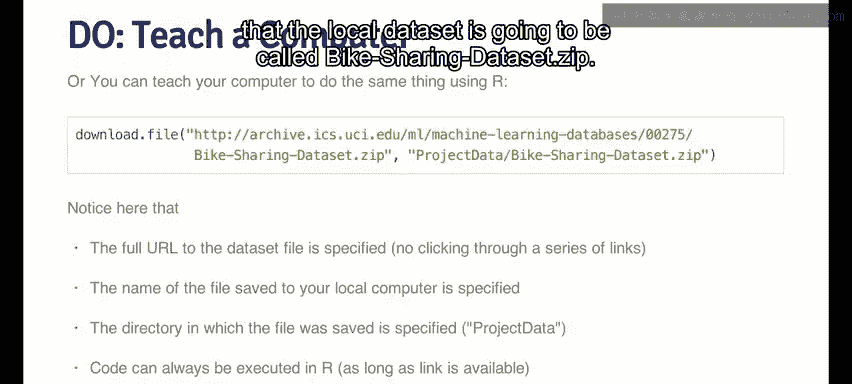 DO: Teach a Computer
that the local dataset is going to be
called Bike-Sharing-Dataset.zip.
Or You can teach your computer to do the same thing using R:
download.file("http://archive.ics.uci.edu/ml/machine-learning-databases/00275/
Bike-Sharing-Dataset.zip", "ProjectData/Bike-Sharing-Dataset.zip")
Notice here that
· The full URL to the dataset file is specified (no clicking through a series of links)
· The name of the file saved to your local computer is specified
· The directory in which the file was saved is specified ("ProjectData")
· Code can always be executed in R (as long as link is available)